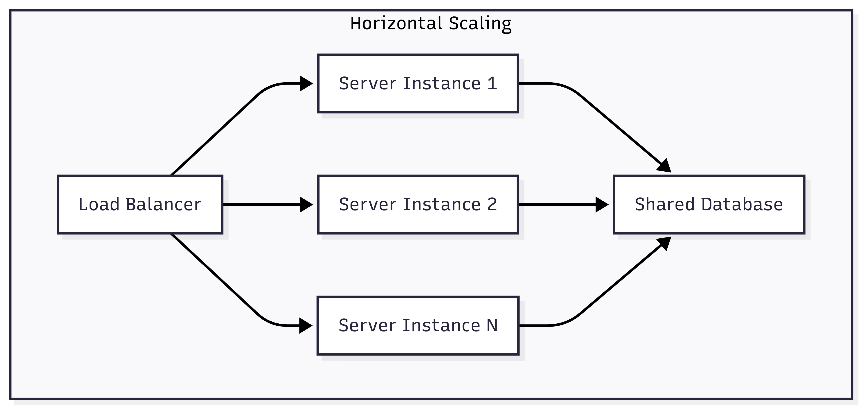 Horizontal Scaling
Server Instance 1
Load Balancer
Server Instance 2
Shared Database
Server Instance N